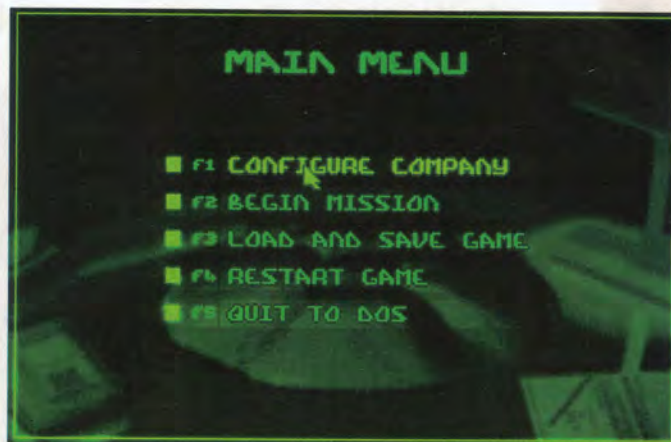 MAIN MENU
F1 CONFIGURE COMPANY
F2 BEGIN MISSION
F3 LOAD AND SAVE GAME
F4 RESTART GAME
F5 QUIT TO DOS